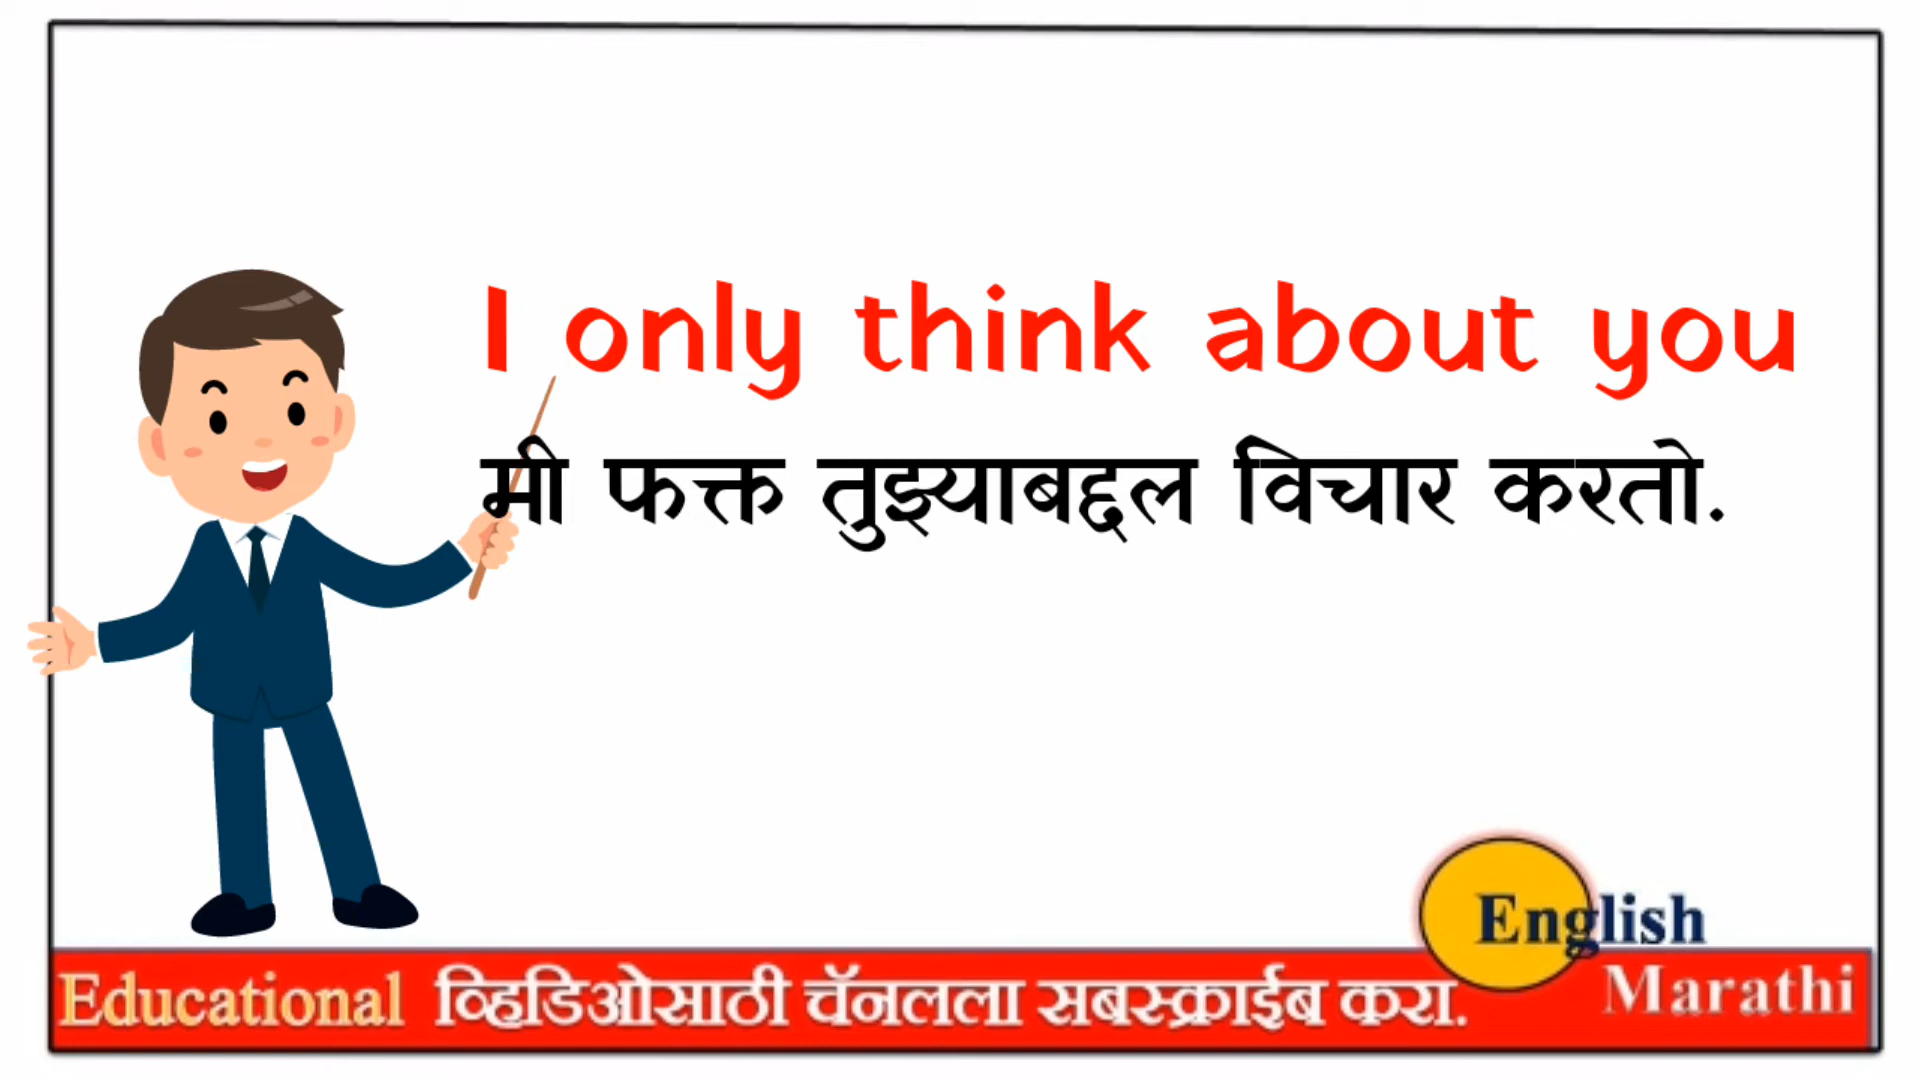 I only think about you
मी फक्त तुझ्याबद्दल विचार करतो.
English
Marathi
Educational व्हिडिओसाठी चॅनलला सबस्क्राईब करा.